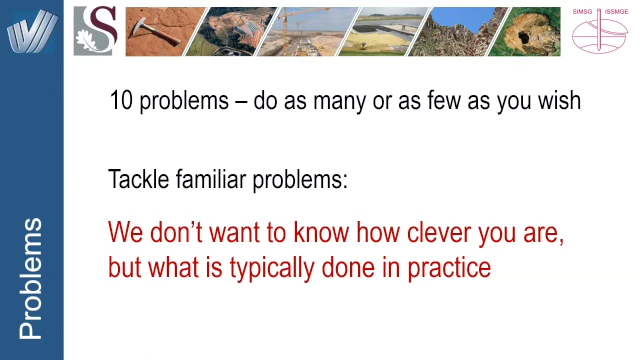 S
SIMSG ISSMGE
10 problems – do as many or as few as you wish
Tackle familiar problems:
We don't want to know how clever you are,
but what is typically done in practice
Problems